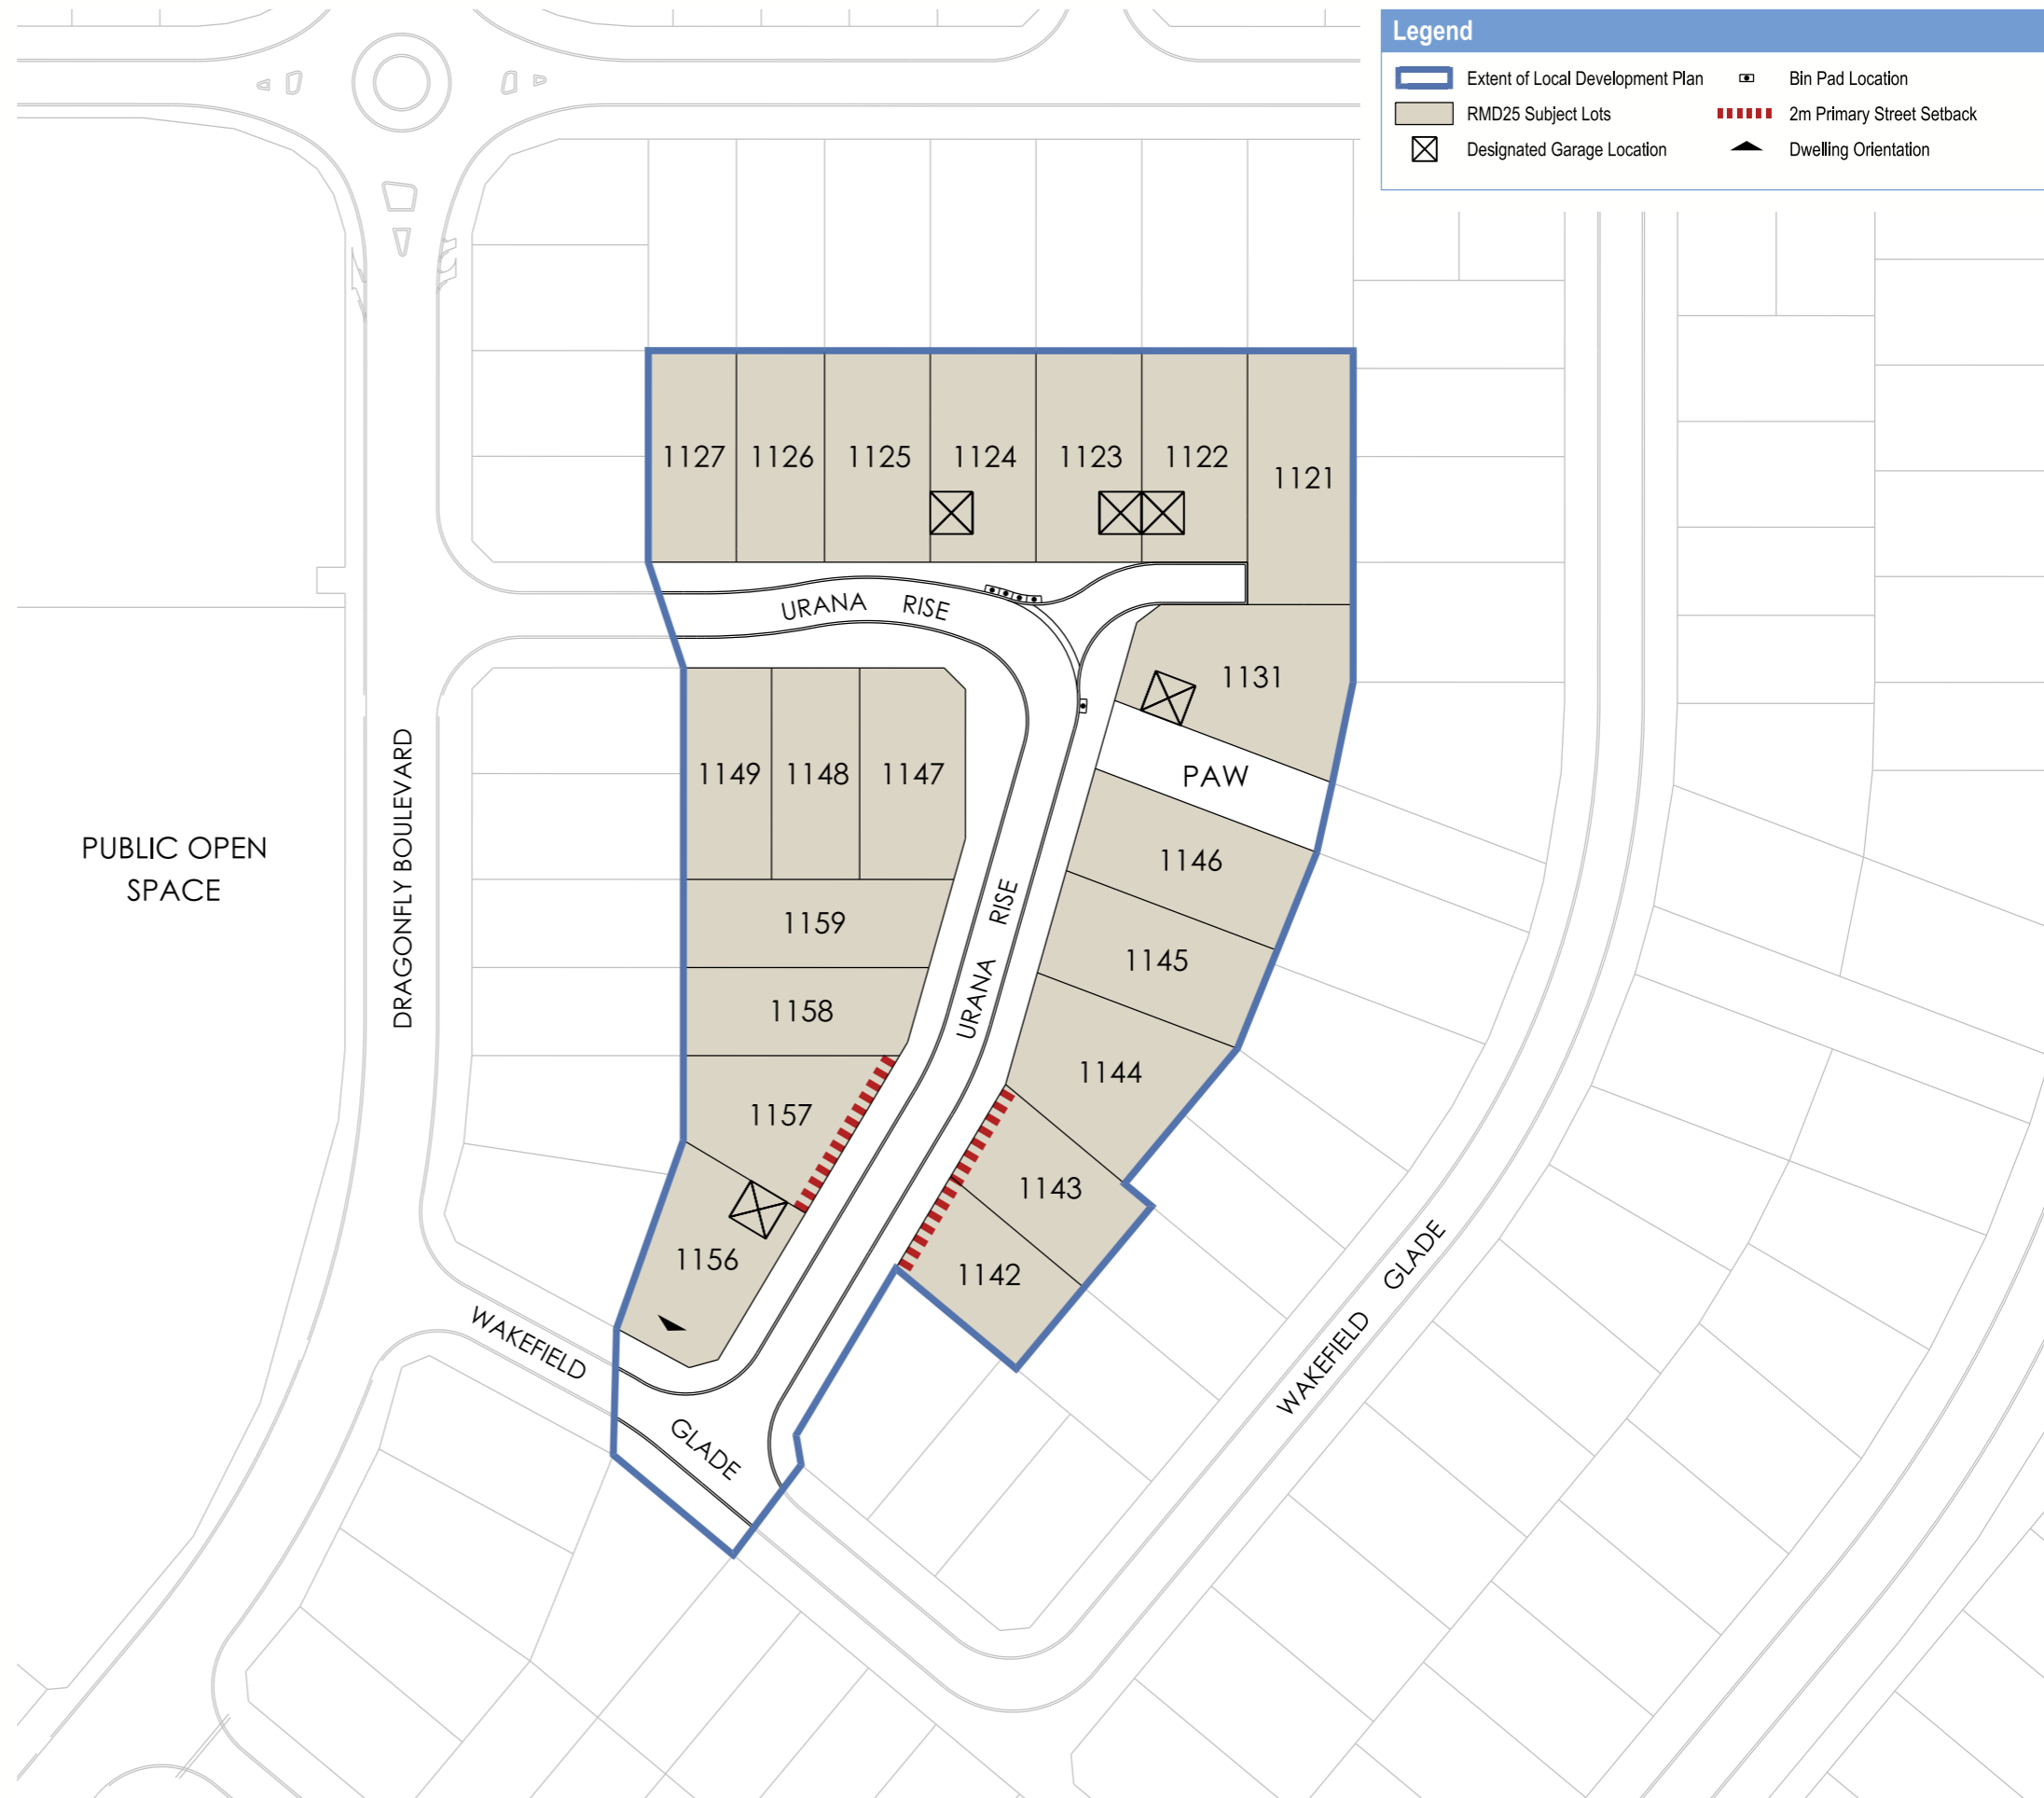 Legend
Extent of Local Development Plan
Bin Pad Location
RMD25 Subject Lots
2m Primary Street Setback
Designated Garage Location
Dwelling Orientation
1127
1126
1125
1124
1123
1122
1121
URANA RISE
1131
PAW
1149
1148
1147
DRAGONFLY BOULEVARD
PUBLIC OPEN
SPACE
1146
1159
URANA RISE
1145
1158
1144
1157
1143
1156
1142
WAKEFIELD GLADE
WAKEFIELD GLADE